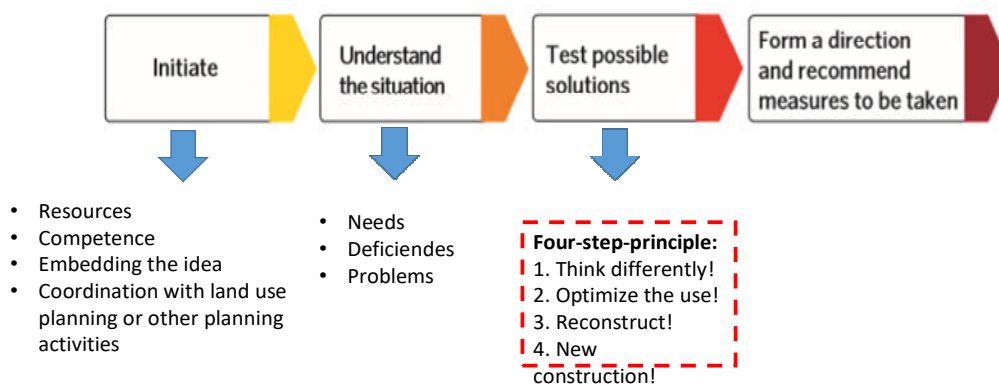 Initiate
Understand
the situation
Test possible
solutions
Form a direction
and recommend
measures to be taken
• Resources
• Competence
• Embedding the idea
• Coordination with land use
planning or other planning
activities
• Needs
• Deficiendes
• Problems
Four-step-principle:
1. Think differently!
2. Optimize the use!
3. Reconstruct!
4. New
construction!